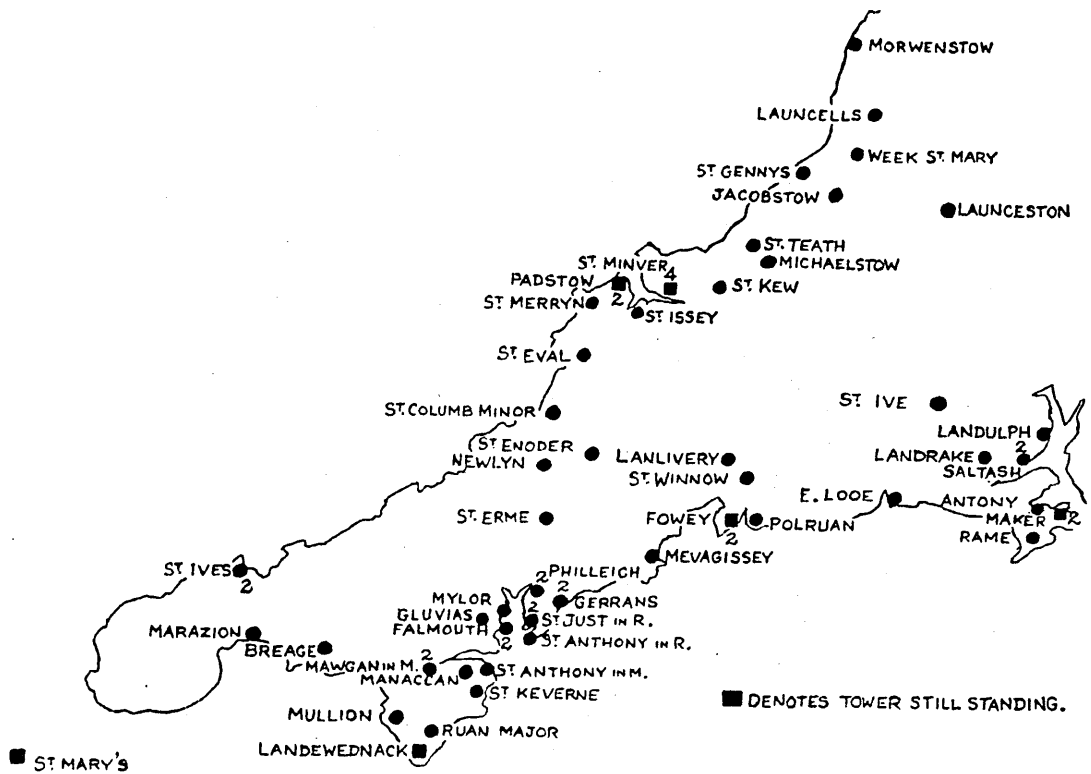 MORWENSTOW
LAUNCELLS
WEEK ST. MARY
ST. GENNYS
JACOBSTOW
LAUNCESTON
ST. TEATH
MICHAELSTOW
ST. MINVER 4
PADSTOW
2
ST. KEW
ST. MERRYN
ST. ISSEY
ST. EVAL
ST. IVE
ST. COLUMB MINOR
LANDULPH
2
ST. ENODER
NEWLYN
LANLIVERY
LANDRAKE
SALTASH
ST. WINNOW
E. LOOE
ANTONY
MAKER
2
RAME
ST. ERME
FOWEY
2
POLRUAN
MEVAGISSEY
ST. IVES
2
PHILLEIGH
2
2
GERRANS
MYLOR
GLUVIAS
FALMOUTH
2
2
ST. JUST IN R.
ST. ANTHONY IN R.
MARAZION
BREAGE
MAWGAN IN M.
2
MANACCAN
ST. ANTHONY IN M.
ST. KEVERNE
MULLION
RUAN MAJOR
LANDEWEDNACK
DENOTES TOWER STILL STANDING.
ST. MARY'S